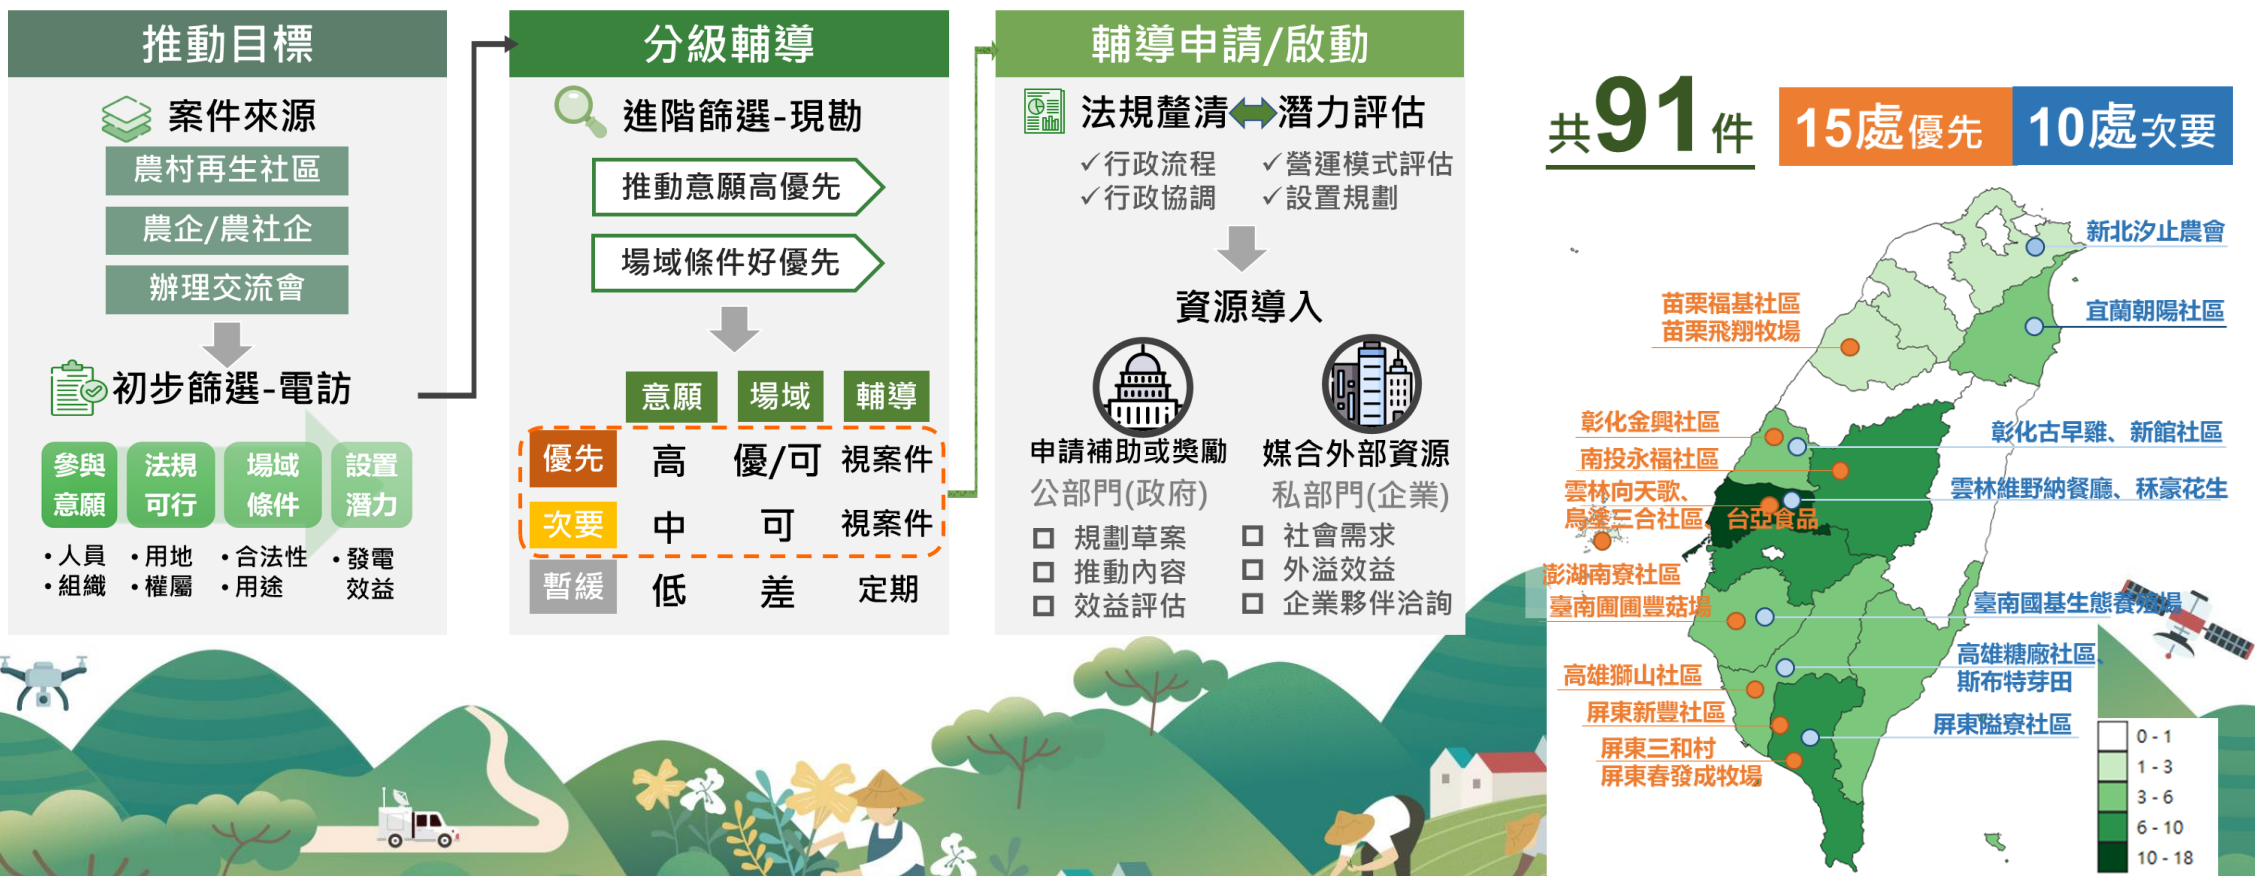 推動目標
案件來源
農村再生社區
農企/農社企
辦理交流會
初步篩選-電訪
參與意願
法規可行
場域條件
設置潛力
•人員
•組織
•用地
•權屬
•合法性
•用途
•發電效益
分級輔導
進階篩選-現勘
推動意願高優先
場域條件好優先
意願 場域 輔導
優先 高 優/可 視案件
次要 中 可 視案件
暫緩 低 差 定期
輔導申請/啟動
法規釐清 潛力評估
✓行政流程 ✓營運模式評估
✓行政協調 ✓設置規劃
資源導入
申請補助或獎勵
公部門(政府)
規劃草案
推動內容
效益評估
媒合外部資源
私部門(企業)
社會需求
外溢效益
企業夥伴洽詢
共91件
15處優先
10處次要
新北汐止農會
宜蘭朝陽社區
苗栗福基社區
苗栗飛翔牧場
彰化金興社區
彰化古早雞、新館社區
南投永福社區
雲林維野納餐廳、秝豪花生
雲林向天歌、
烏塗三合社區、台亞食品
澎湖南寮社區
臺南圃圃豐菇場
臺南國基生態養殖場
高雄糖廠社區、
斯布特芽田
高雄獅山社區
屏東新豐社區
屏東隘寮社區
屏東三和村
屏東春發成牧場
0 - 1
1 - 3
3 - 6
6 - 10
10 - 18